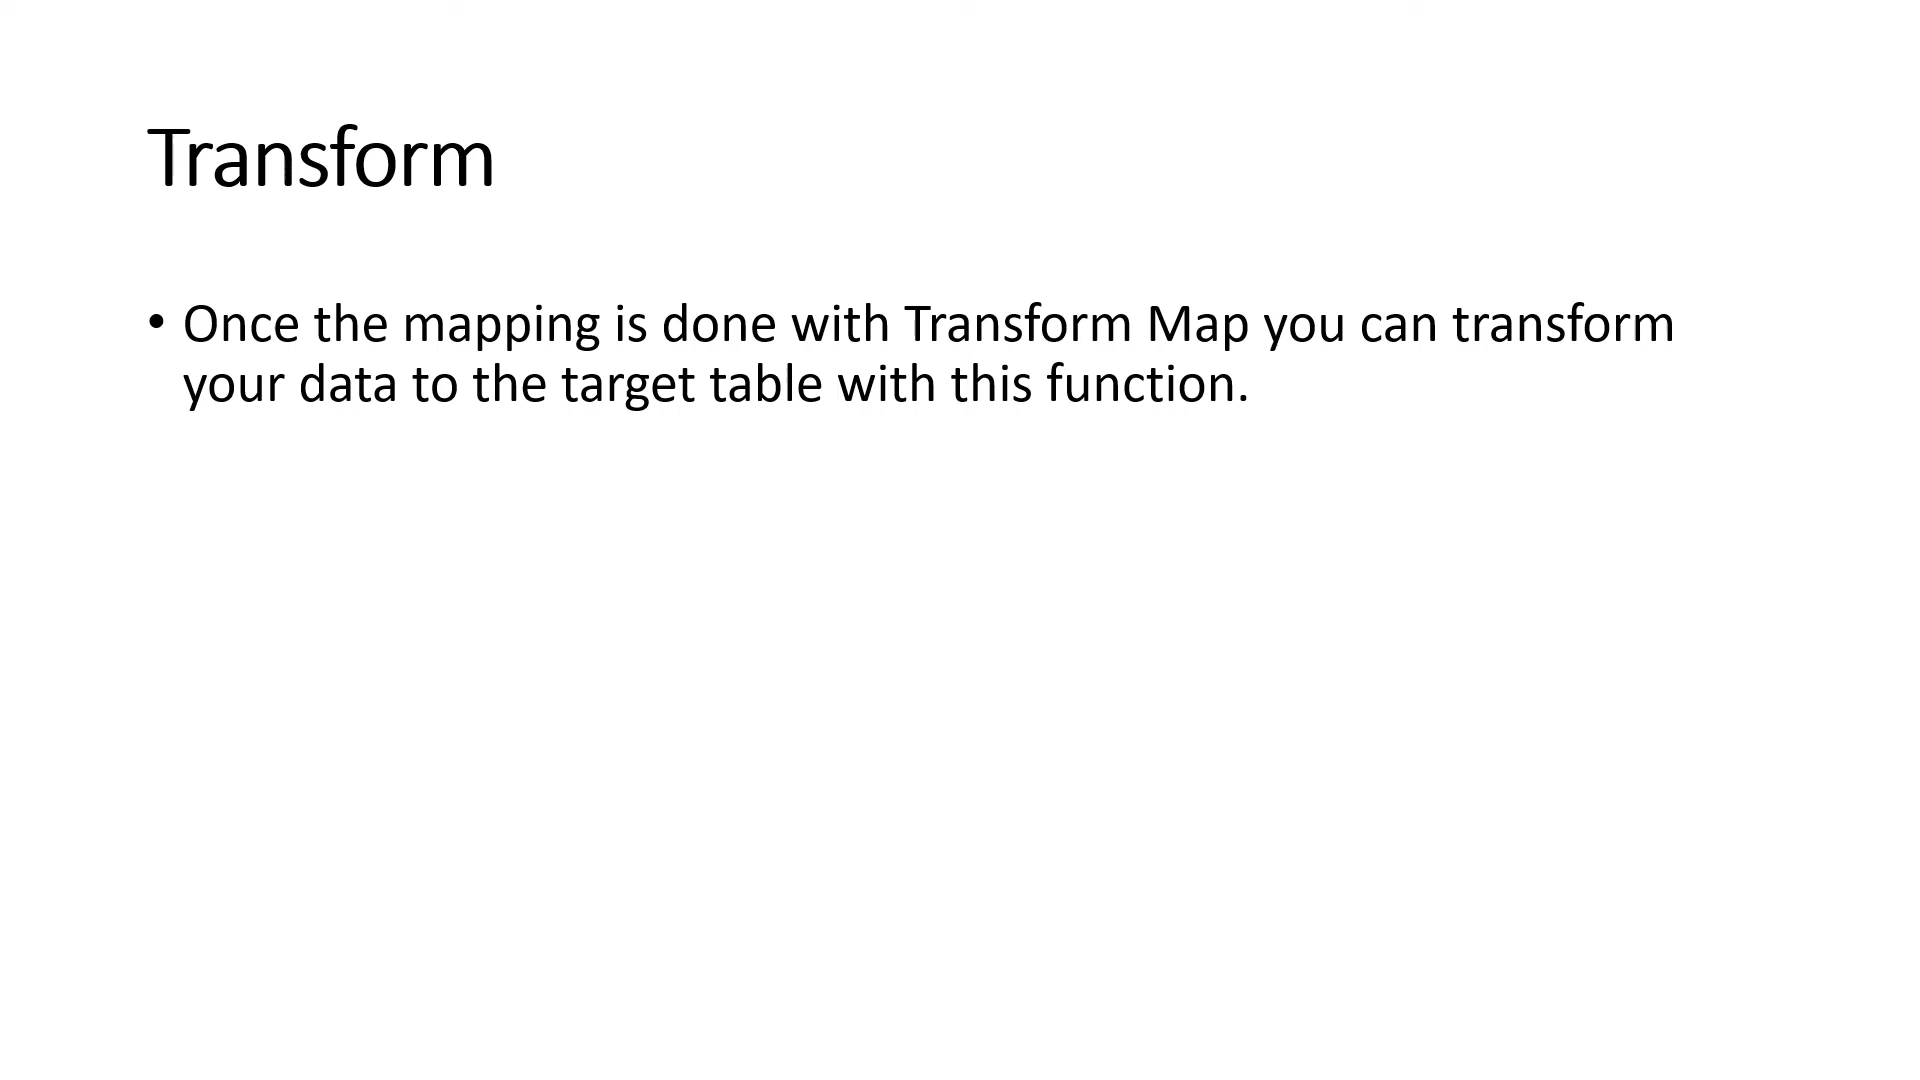 Transform
• Once the mapping is done with Transform Map you can transform
your data to the target table with this function.